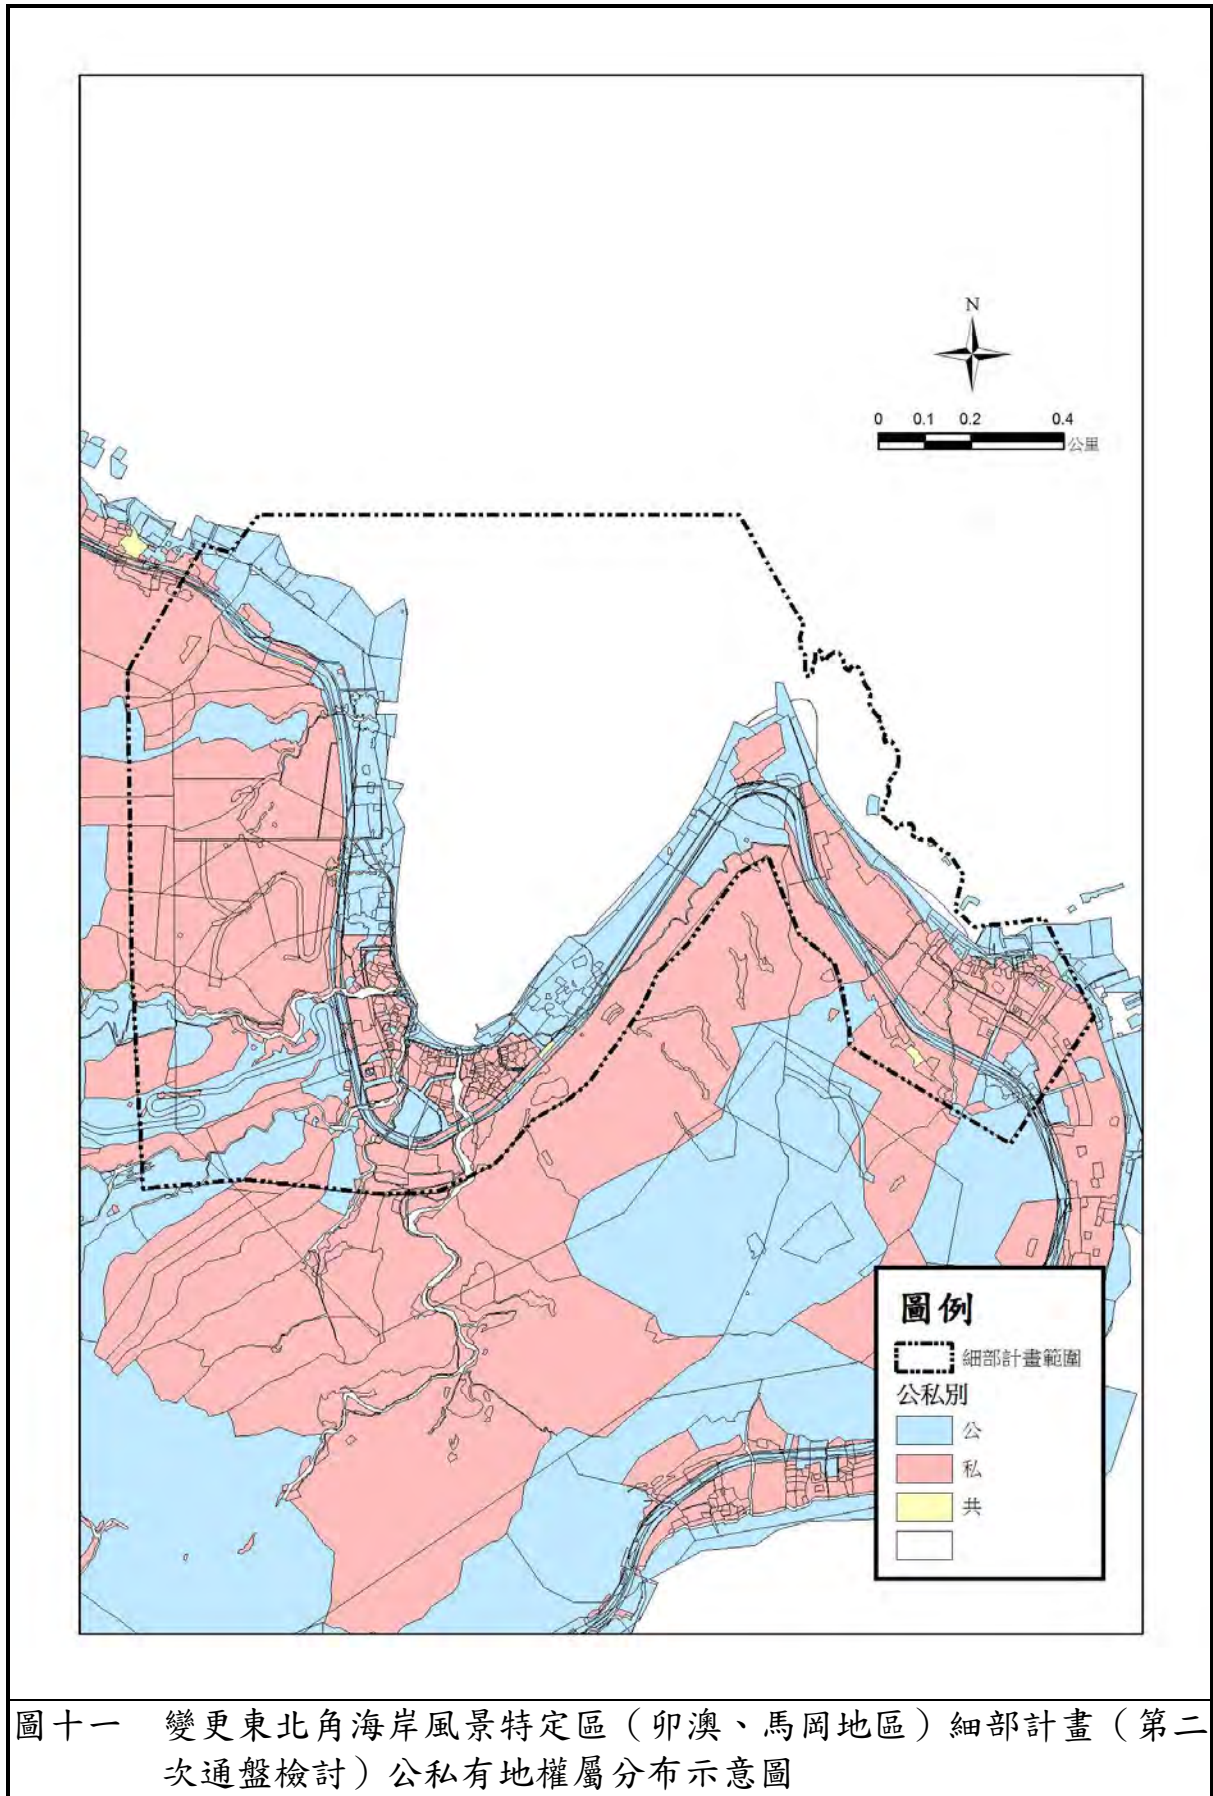 N
0 0.1 0.2 0.4
公里
圖例
細部計畫範圍
公私別
公
私
共
圖十一 變更東北角海岸風景特定區（卯澳、馬岡地區）細部計畫（第二
次通盤檢討）公私有地權屬分布示意圖